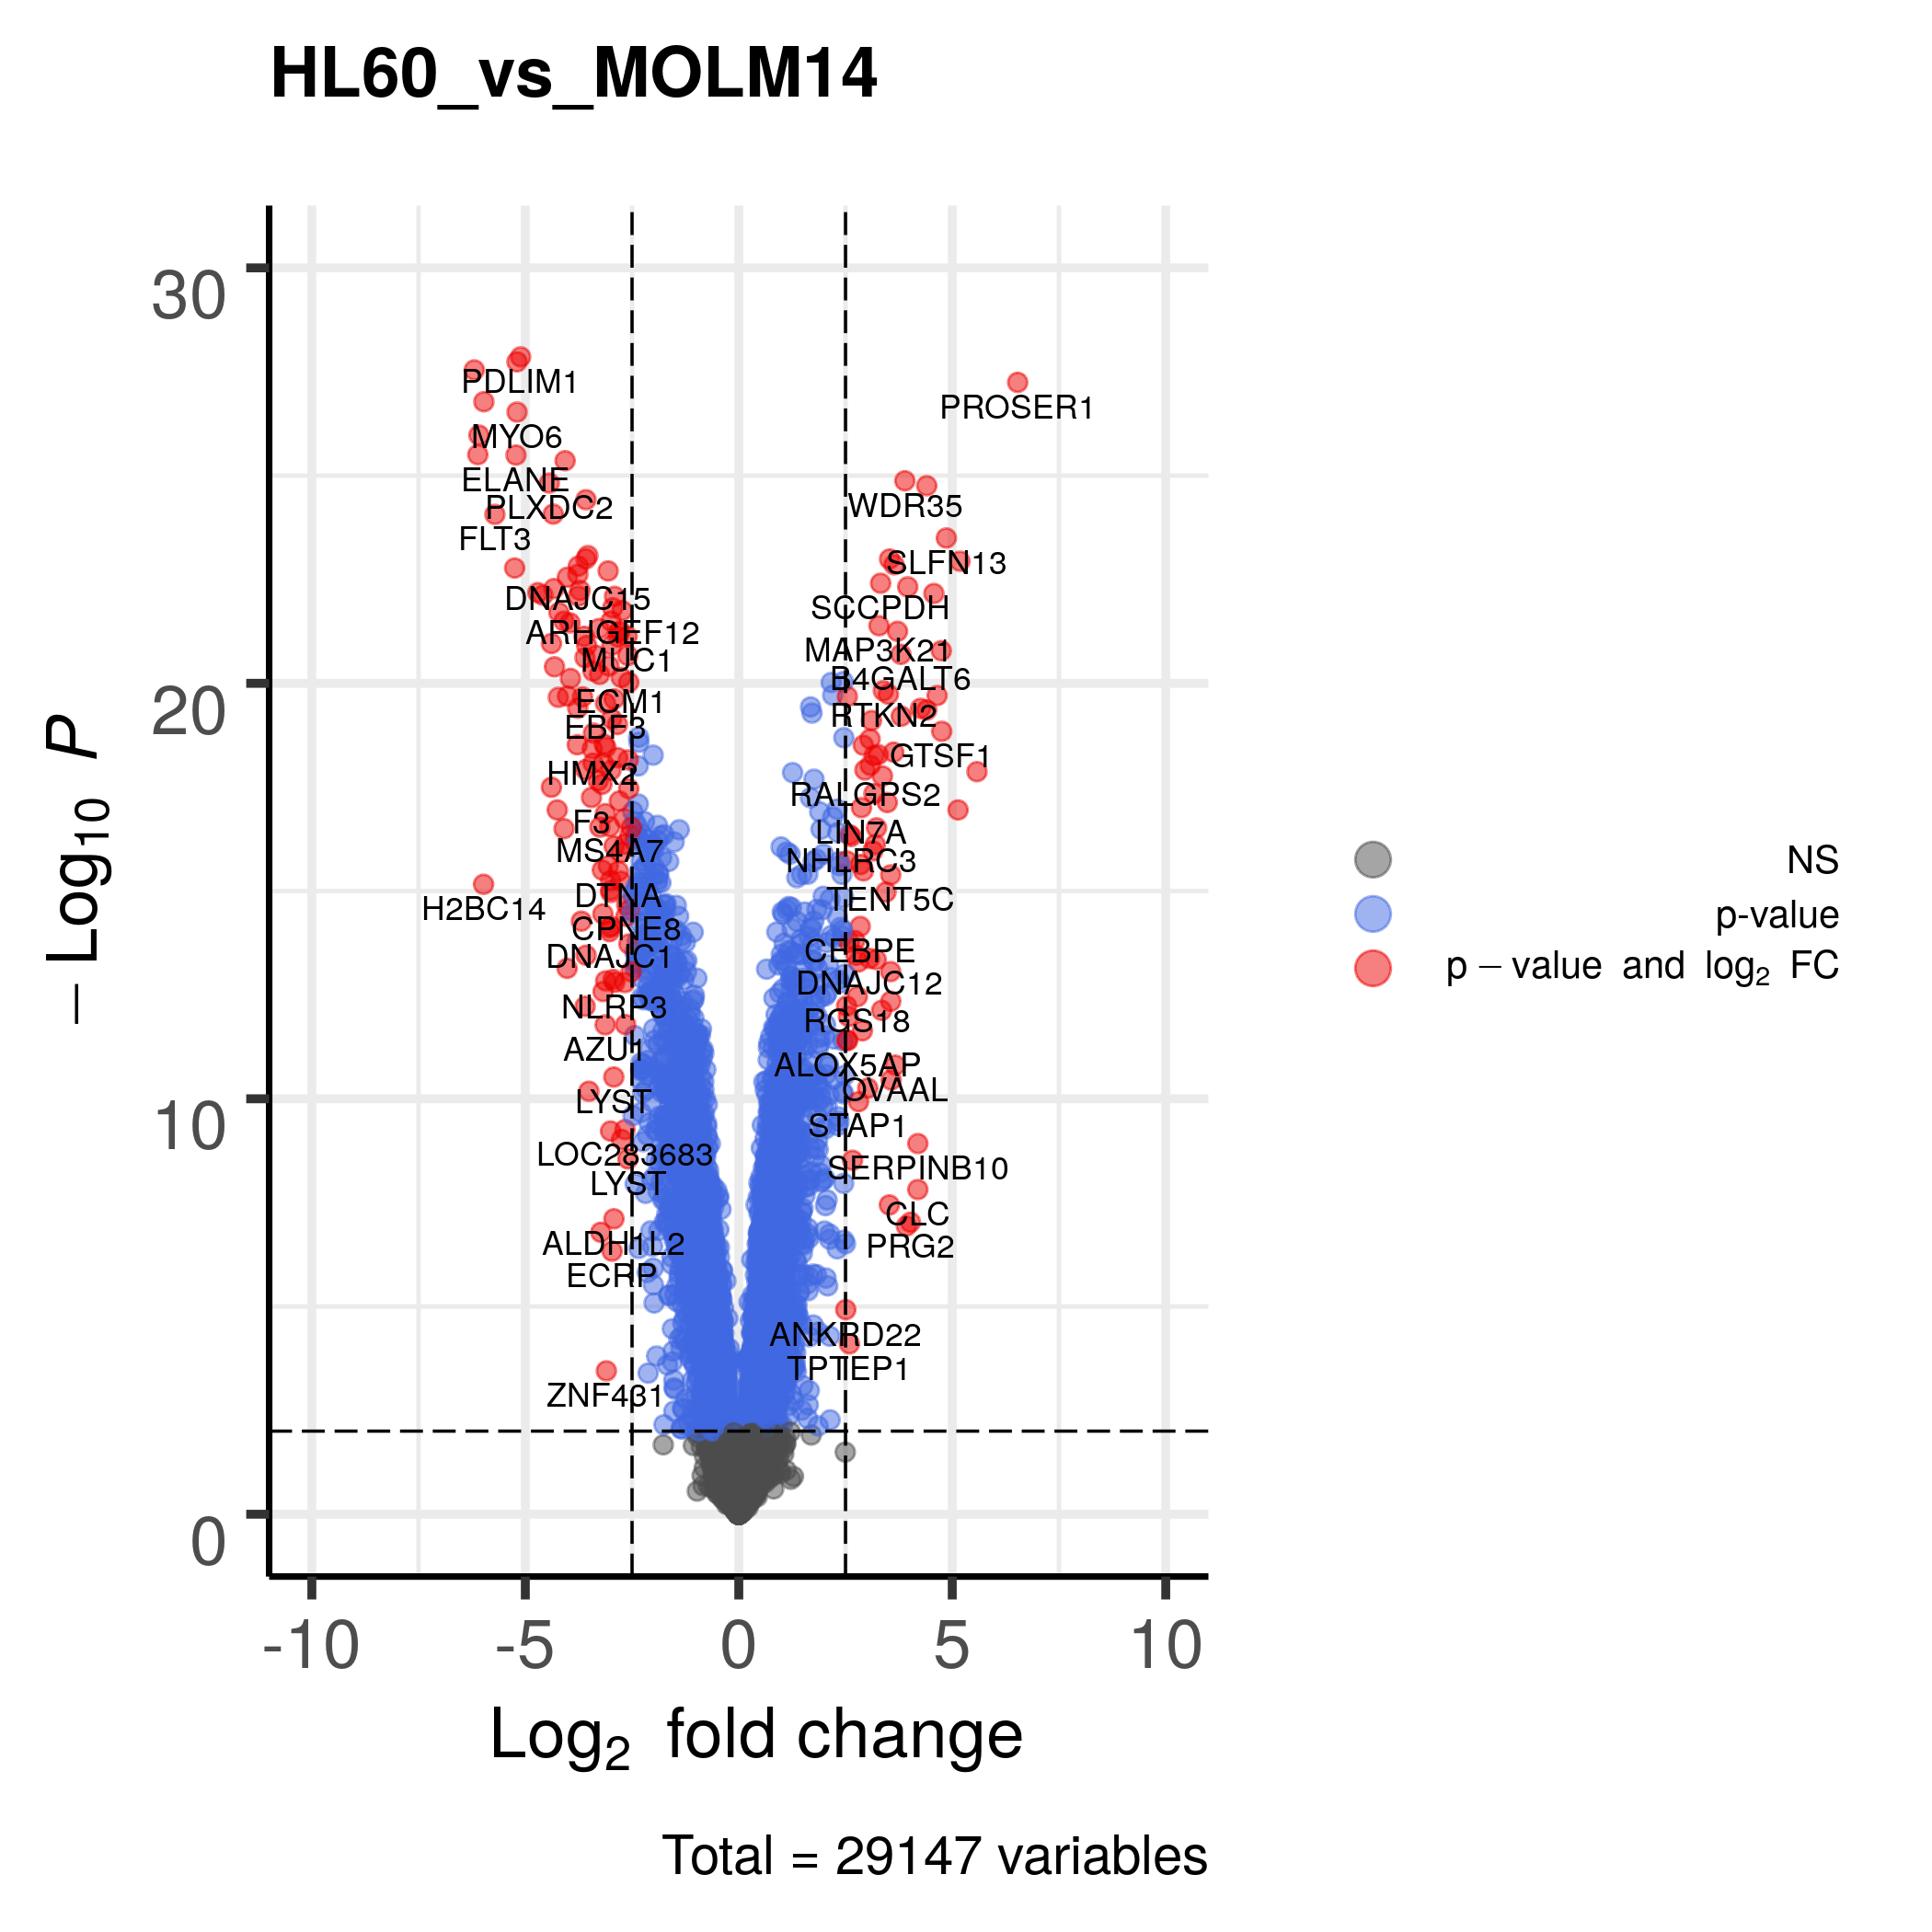 HL60_vs_MOLM14
30
20
10
0
− Log10 P
PDLIM1
PROSER1
MYO6
ELANE
PLXDC2
WDR35
FLT3
SLFN13
DNAJC15
SCCPDH
ARHGEF12
MUC1
MAP3K21
B4GALT6
ECM1
RTKN2
EBF3
GTSF1
HMX2
RALGPS2
F3
LIN7A
MS4A7
NHLRC3
DTNA
TENT5C
H2BC14
CPNE8
DNAJC1
CEBPE
DNAJC12
NLRP3
RGS18
AZU1
ALOX5AP
LYST
OVAAL
STAP1
LOC283683
SERPINB10
LYST
CLC
ALDH1L2
PRG2
ECRP
ANKRD22
TPTEP1
ZNF431
-10 -5 0 5 10
Log2 fold change
Total = 29147 variables
NS
p-value
p − value and log2 FC